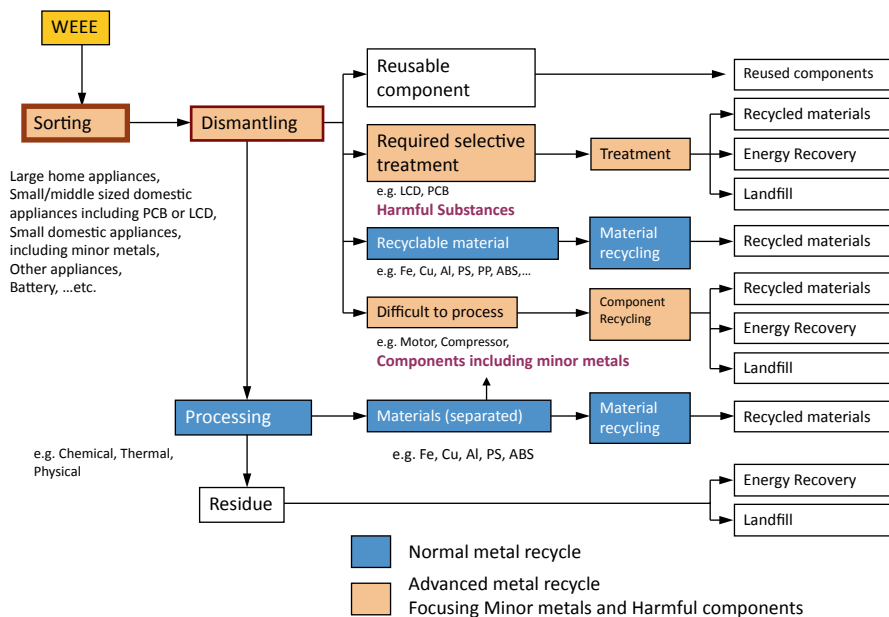 WEEE
Sorting
Dismantling
Large home appliances,
Small/middle sized domestic
appliances including PCB or LCD,
Small domestic appliances,
including minor metals,
Other appliances,
Battery, ...etc.
Reusable
component
Reused components
Required selective
treatment
e.g. LCD, PCB
Harmful Substances
Treatment
Recycled materials
Energy Recovery
Landfill
Recyclable material
e.g. Fe, Cu, Al, PS, PP, ABS,...
Material
recycling
Recycled materials
Difficult to process
e.g. Motor, Compressor,
Components including minor metals
Component
Recycling
Recycled materials
Energy Recovery
Landfill
Processing
e.g. Chemical, Thermal,
Physical
Materials (separated)
e.g. Fe, Cu, Al, PS, ABS
Material
recycling
Recycled materials
Residue
Energy Recovery
Landfill
Normal metal recycle
Advanced metal recycle
Focusing Minor metals and Harmful components